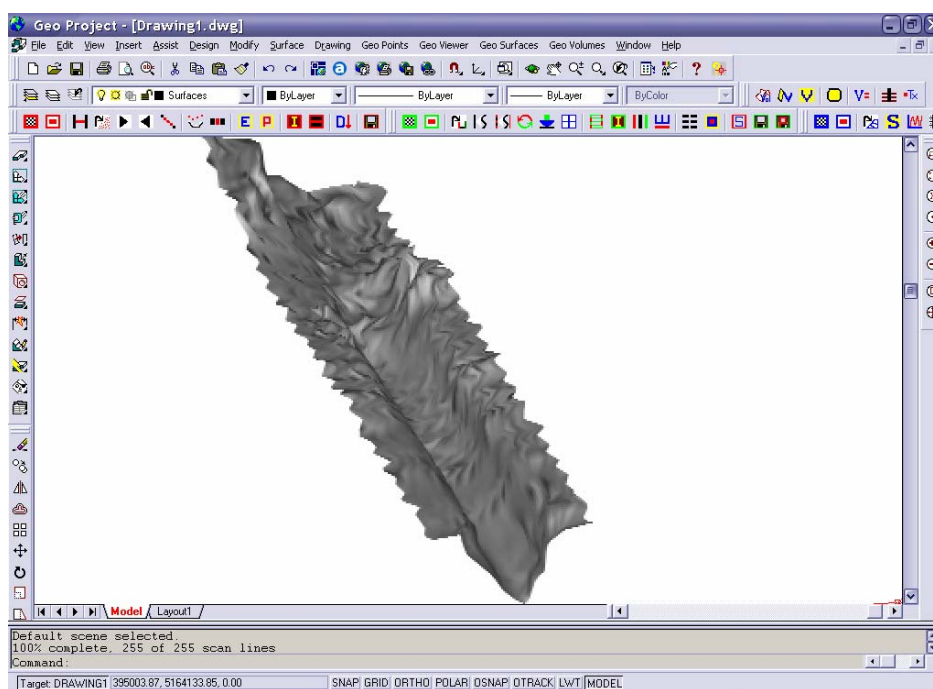 Geo Project - [Drawing1.dwg]
File Edit View Insert Assist Design Modify Surface Drawing Geo Points Geo Viewer Geo Surfaces Geo Volumes Window Help
Surfaces ByLayer ByLayer ByLayer ByColor
Model Layout1
Default scene selected.
100% complete, 255 of 255 scan lines
Command:
Target: DRAWING1 395003.87, 5164133.85, 0.00 SNAP GRID ORTHO POLAR OSNAP OTRACK LWT MODEL